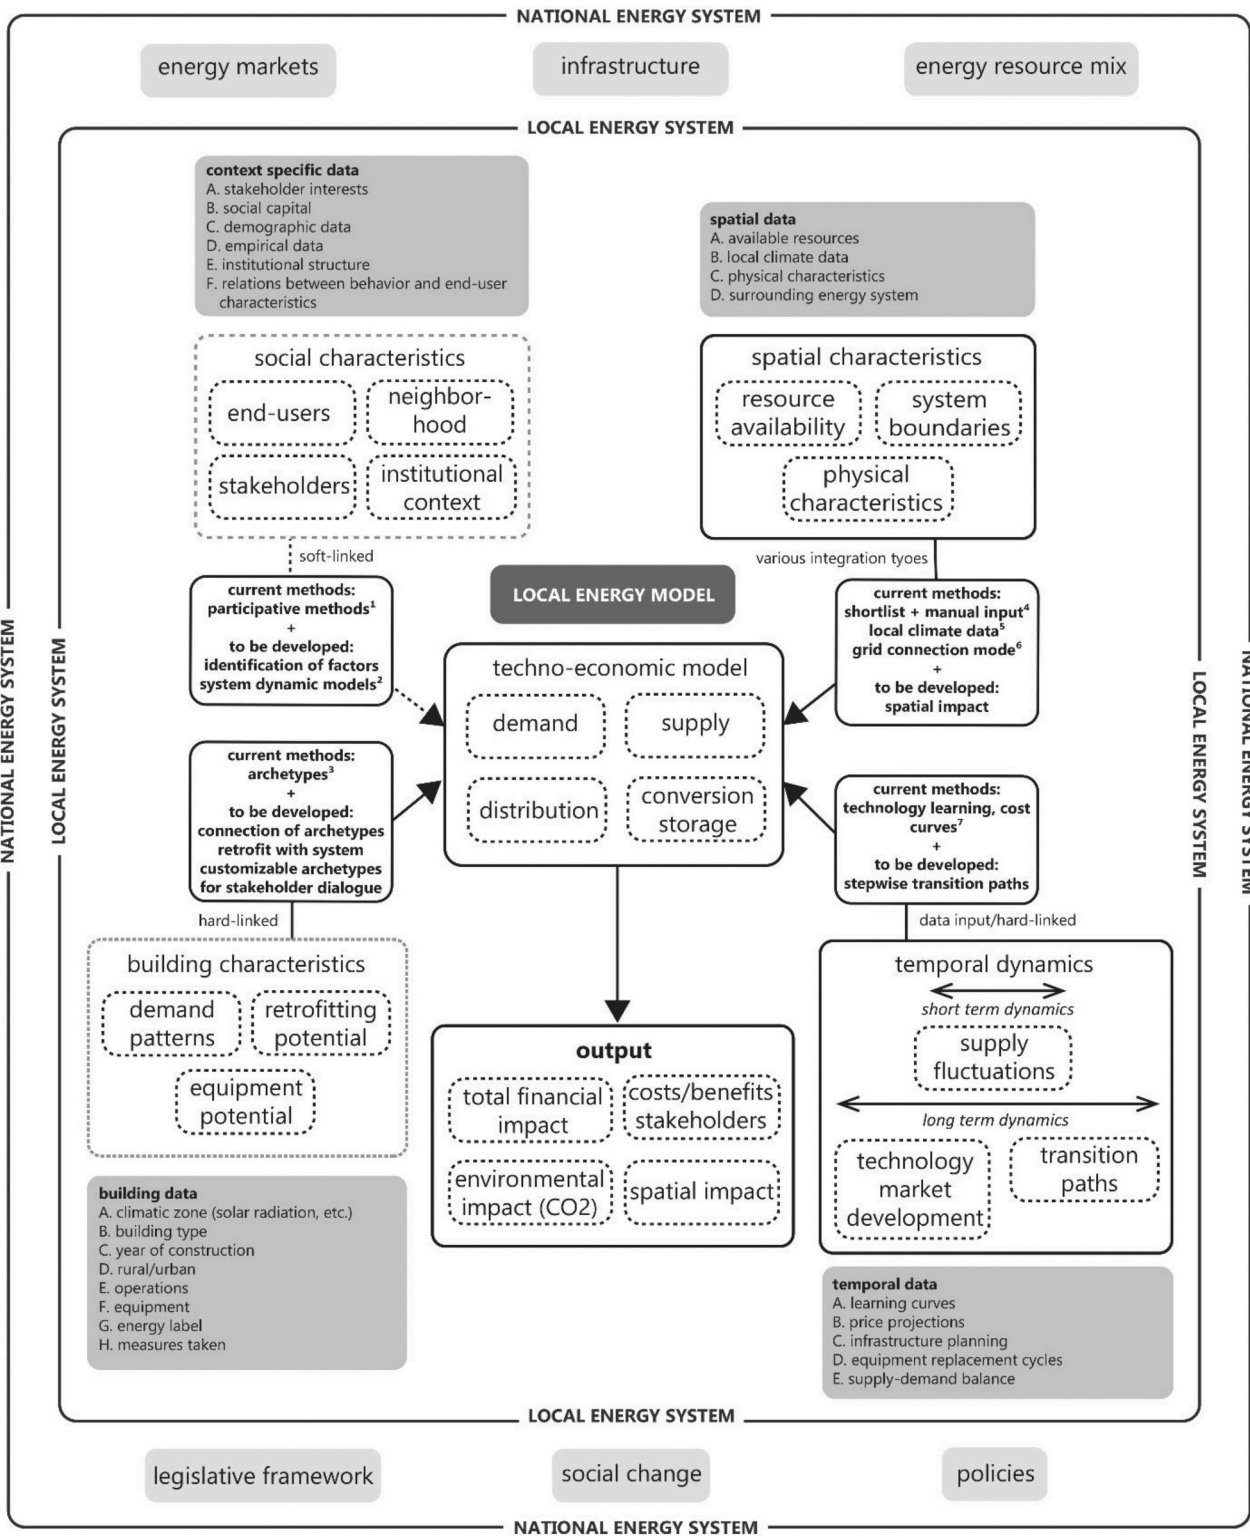 NATIONAL ENERGY SYSTEM
energy markets
infrastructure
energy resource mix
LOCAL ENERGY SYSTEM
context specific data
A. stakeholder interests
B. social capital
C. demographic data
D. empirical data
E. institutional structure
F. relations between behavior and end-user
characteristics
spatial data
A. available resources
B. local climate data
C. physical characteristics
D. surrounding energy system
social characteristics
end-users
neighbor-
hood
stakeholders
institutional
context
spatial characteristics
resource
availability
system
boundaries
physical
characteristics
soft-linked
various integration types
current methods:
participative methods¹
+
to be developed:
identification of factors
system dynamic models²
LOCAL ENERGY MODEL
current methods:
shortlist + manual input⁴
local climate data⁵
grid connection mode⁶
+
to be developed:
spatial impact
techno-economic model
demand
supply
distribution
conversion
storage
current methods:
archetypes³
+
to be developed:
connection of archetypes
retrofit with system
customizable archetypes
for stakeholder dialogue
current methods:
technology learning, cost
curves⁷
+
to be developed:
stepwise transition paths
hard-linked
data input/hard-linked
building characteristics
demand
patterns
retrofitting
potential
equipment
potential
output
total financial
impact
costs/benefits
stakeholders
environmental
impact (CO2)
spatial impact
temporal dynamics
short term dynamics
supply
fluctuations
long term dynamics
technology
market
development
transition
paths
building data
A. climatic zone (solar radiation, etc.)
B. building type
C. year of construction
D. rural/urban
E. operations
F. equipment
G. energy label
H. measures taken
temporal data
A. learning curves
B. price projections
C. infrastructure planning
D. equipment replacement cycles
E. supply-demand balance
LOCAL ENERGY SYSTEM
legislative framework
social change
policies
NATIONAL ENERGY SYSTEM
NATIONAL ENERGY SYSTEM
LOCAL ENERGY SYSTEM
LOCAL ENERGY SYSTEM
NATIONAL ENERGY SYSTEM